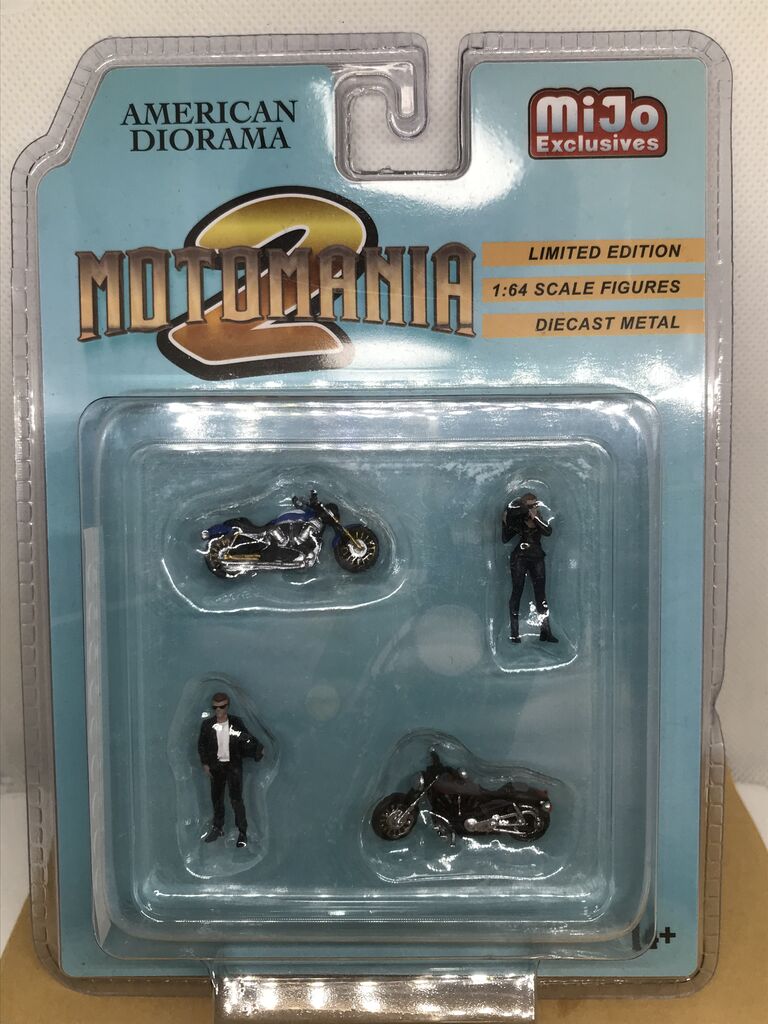 AMERICAN
DIORAMA
MiJo
Exclusives
2
MOTOMANIA
LIMITED EDITION
1:64 SCALE FIGURES
DIECAST METAL